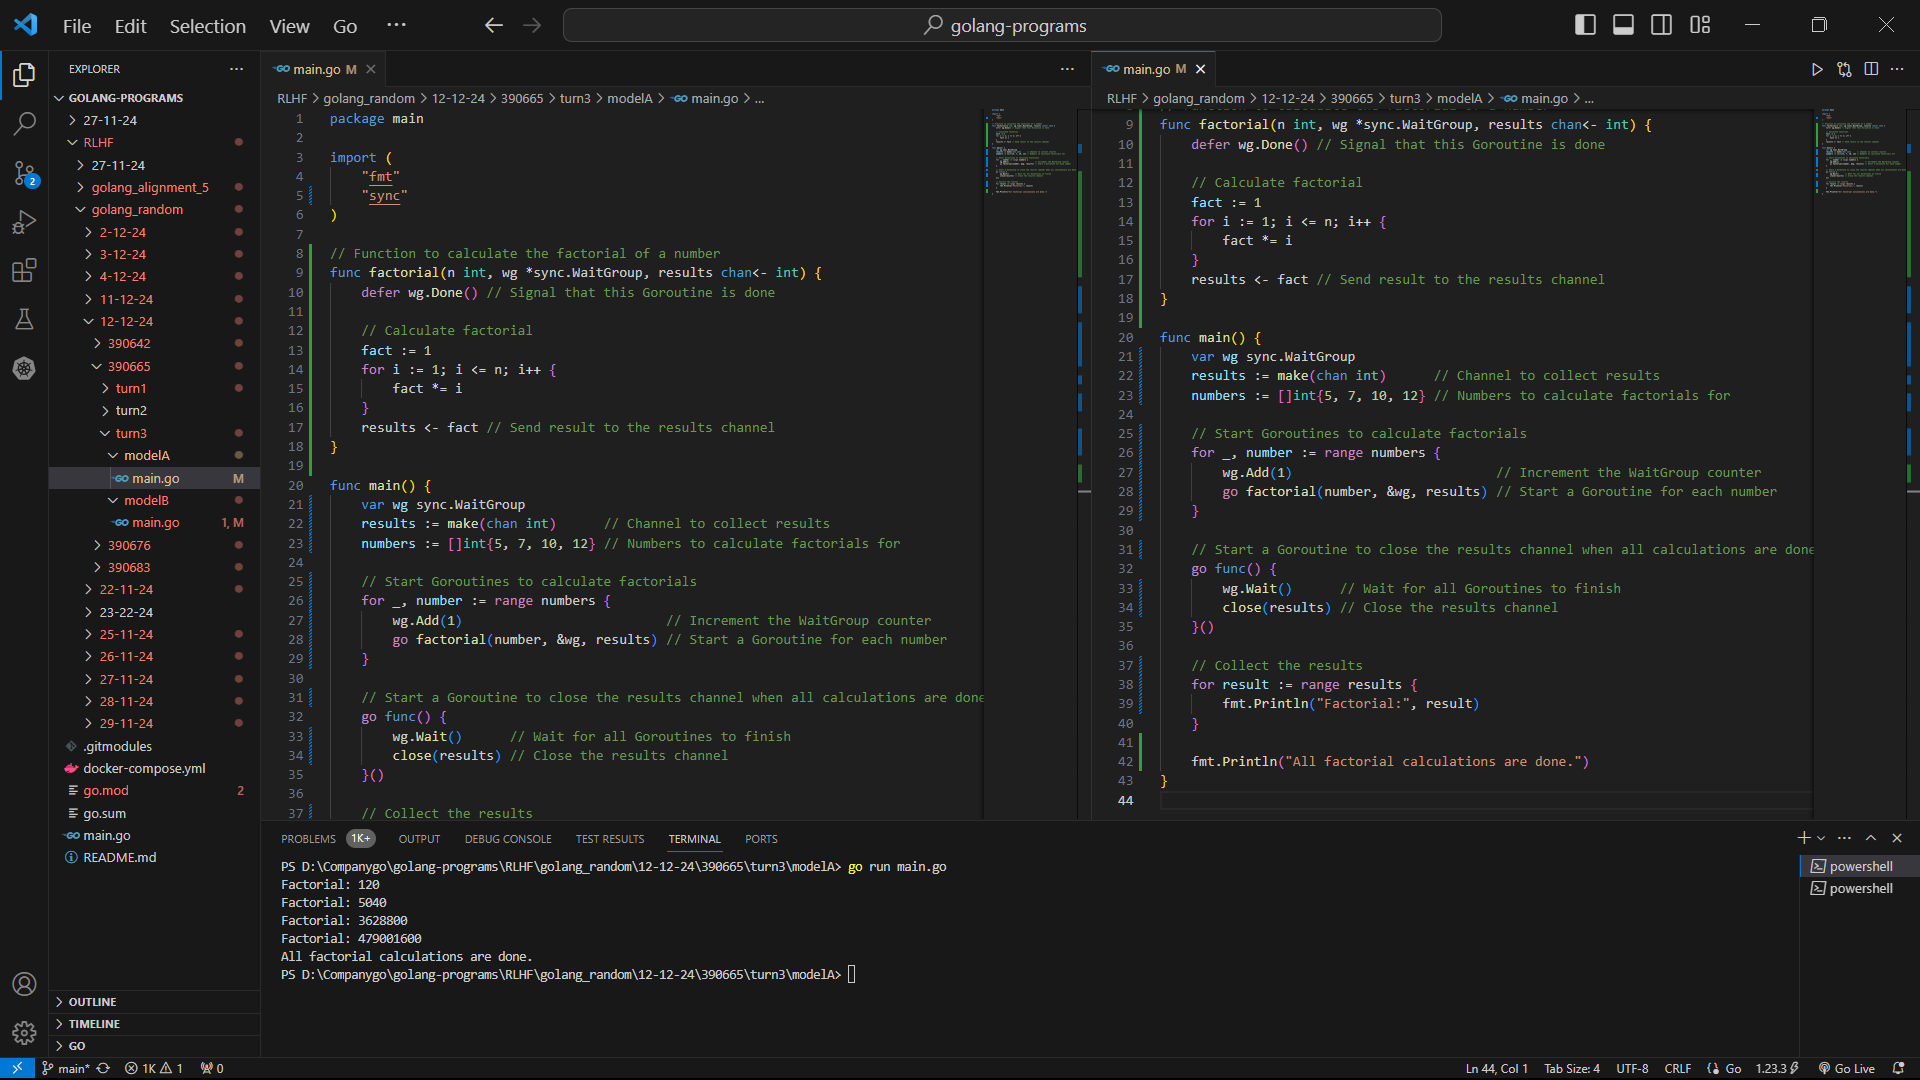 File Edit Selection View Go ···
golang-programs
EXPLORER
GOLANG-PROGRAMS
27-11-24
RLHF
27-11-24
golang_alignment_5
golang_random
2-12-24
3-12-24
4-12-24
11-12-24
12-12-24
390642
390665
turn1
turn2
turn3
modelA
main.go M
modelB
main.go 1, M
390676
390683
22-11-24
23-22-24
25-11-24
26-11-24
27-11-24
28-11-24
29-11-24
.gitmodules
docker-compose.yml
go.mod 2
go.sum
main.go
README.md
OUTLINE
TIMELINE
GO
2
main.go M
RLHF > golang_random > 12-12-24 > 390665 > turn3 > modelA > main.go > ...
1 package main
2
3 import (
4 "fmt"
5 "sync"
6 )
7
8 // Function to calculate the factorial of a number
9 func factorial(n int, wg *sync.WaitGroup, results chan<- int) {
10 defer wg.Done() // Signal that this Goroutine is done
11
12 // Calculate factorial
13 fact := 1
14 for i := 1; i <= n; i++ {
15 fact *= i
16 }
17 results <- fact // Send result to the results channel
18 }
19
20 func main() {
21 var wg sync.WaitGroup
22 results := make(chan int) // Channel to collect results
23 numbers := []int{5, 7, 10, 12} // Numbers to calculate factorials for
24
25 // Start Goroutines to calculate factorials
26 for _, number := range numbers {
27 wg.Add(1) // Increment the WaitGroup counter
28 go factorial(number, &wg, results) // Start a Goroutine for each number
29 }
30
31 // Start a Goroutine to close the results channel when all calculations are done
32 go func() {
33 wg.Wait() // Wait for all Goroutines to finish
34 close(results) // Close the results channel
35 }()
36
37 // Collect the results
main.go M
RLHF > golang_random > 12-12-24 > 390665 > turn3 > modelA > main.go > ...
9 func factorial(n int, wg *sync.WaitGroup, results chan<- int) {
10 defer wg.Done() // Signal that this Goroutine is done
11
12 // Calculate factorial
13 fact := 1
14 for i := 1; i <= n; i++ {
15 fact *= i
16 }
17 results <- fact // Send result to the results channel
18 }
19
20 func main() {
21 var wg sync.WaitGroup
22 results := make(chan int) // Channel to collect results
23 numbers := []int{5, 7, 10, 12} // Numbers to calculate factorials for
24
25 // Start Goroutines to calculate factorials
26 for _, number := range numbers {
27 wg.Add(1) // Increment the WaitGroup counter
28 go factorial(number, &wg, results) // Start a Goroutine for each number
29 }
30
31 // Start a Goroutine to close the results channel when all calculations are done
32 go func() {
33 wg.Wait() // Wait for all Goroutines to finish
34 close(results) // Close the results channel
35 }()
36
37 // Collect the results
38 for result := range results {
39 fmt.Println("Factorial:", result)
40 }
41
42 fmt.Println("All factorial calculations are done.")
43 }
44
PROBLEMS 1K+ OUTPUT DEBUG CONSOLE TEST RESULTS TERMINAL PORTS
PS D:\Companygo\golang-programs\RLHF\golang_random\12-12-24\390665\turn3\modelA> go run main.go
Factorial: 120
Factorial: 5040
Factorial: 3628800
Factorial: 479001600
All factorial calculations are done.
PS D:\Companygo\golang-programs\RLHF\golang_random\12-12-24\390665\turn3\modelA>
powershell
powershell
main* 1K 1 0
Ln 44, Col 1 Tab Size: 4 UTF-8 CRLF Go 1.23.3 Go Live